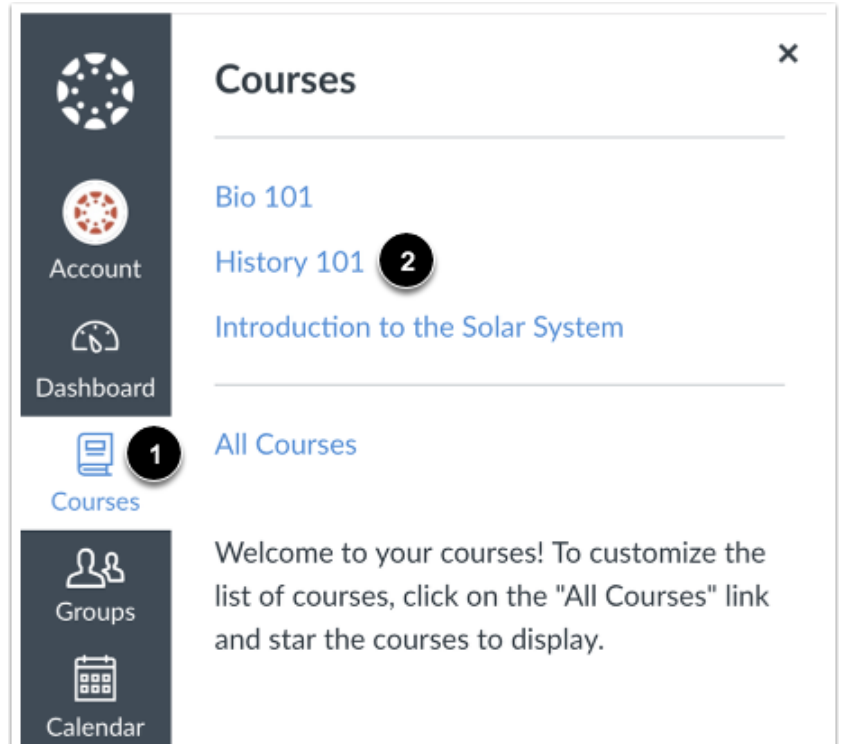 Account
Dashboard
1
Courses
Groups
Calendar
Courses
×
Bio 101
History 101 2
Introduction to the Solar System
All Courses
Welcome to your courses! To customize the
list of courses, click on the "All Courses" link
and star the courses to display.